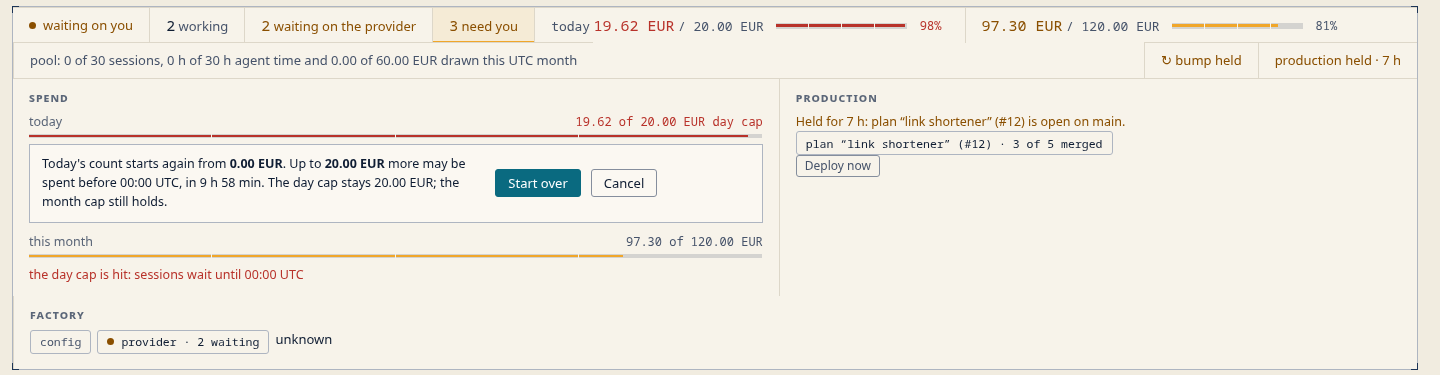 waiting on you 2 working 2 waiting on the provider 3 need you today 19.62 EUR / 20.00 EUR 98% 97.30 EUR / 120.00 EUR 81%
pool: 0 of 30 sessions, 0 h of 30 h agent time and 0.00 of 60.00 EUR drawn this UTC month ↻ bump held production held · 7 h
SPEND
today 19.62 of 20.00 EUR day cap
Today's count starts again from 0.00 EUR. Up to 20.00 EUR more may be
spent before 00:00 UTC, in 9 h 58 min. The day cap stays 20.00 EUR; the
month cap still holds.
Start over Cancel
this month 97.30 of 120.00 EUR
the day cap is hit: sessions wait until 00:00 UTC
PRODUCTION
Held for 7 h: plan “link shortener” (#12) is open on main.
plan “link shortener” (#12) · 3 of 5 merged
Deploy now
FACTORY
config provider · 2 waiting unknown